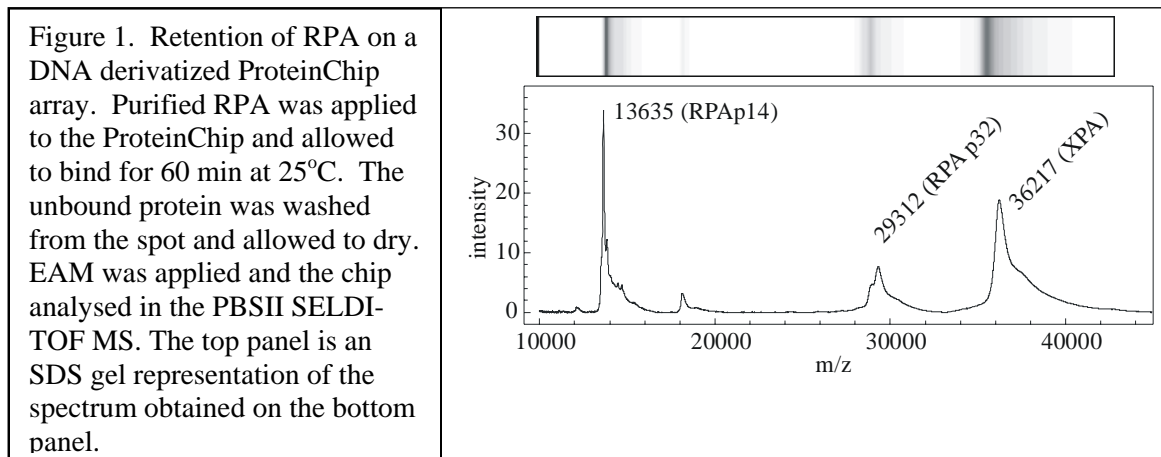 Figure 1. Retention of RPA on a
DNA derivatized ProteinChip
array. Purified RPA was applied
to the ProteinChip and allowed
to bind for 60 min at 25°C. The
unbound protein was washed
from the spot and allowed to dry.
EAM was applied and the chip
analysed in the PBSII SELDI-
TOF MS. The top panel is an
SDS gel representation of the
spectrum obtained on the bottom
panel.
13635 (RPAp14)
29312 (RPA p32)
36217 (XPA)
intensity
30
20
10
0
10000 20000 30000 40000
m/z